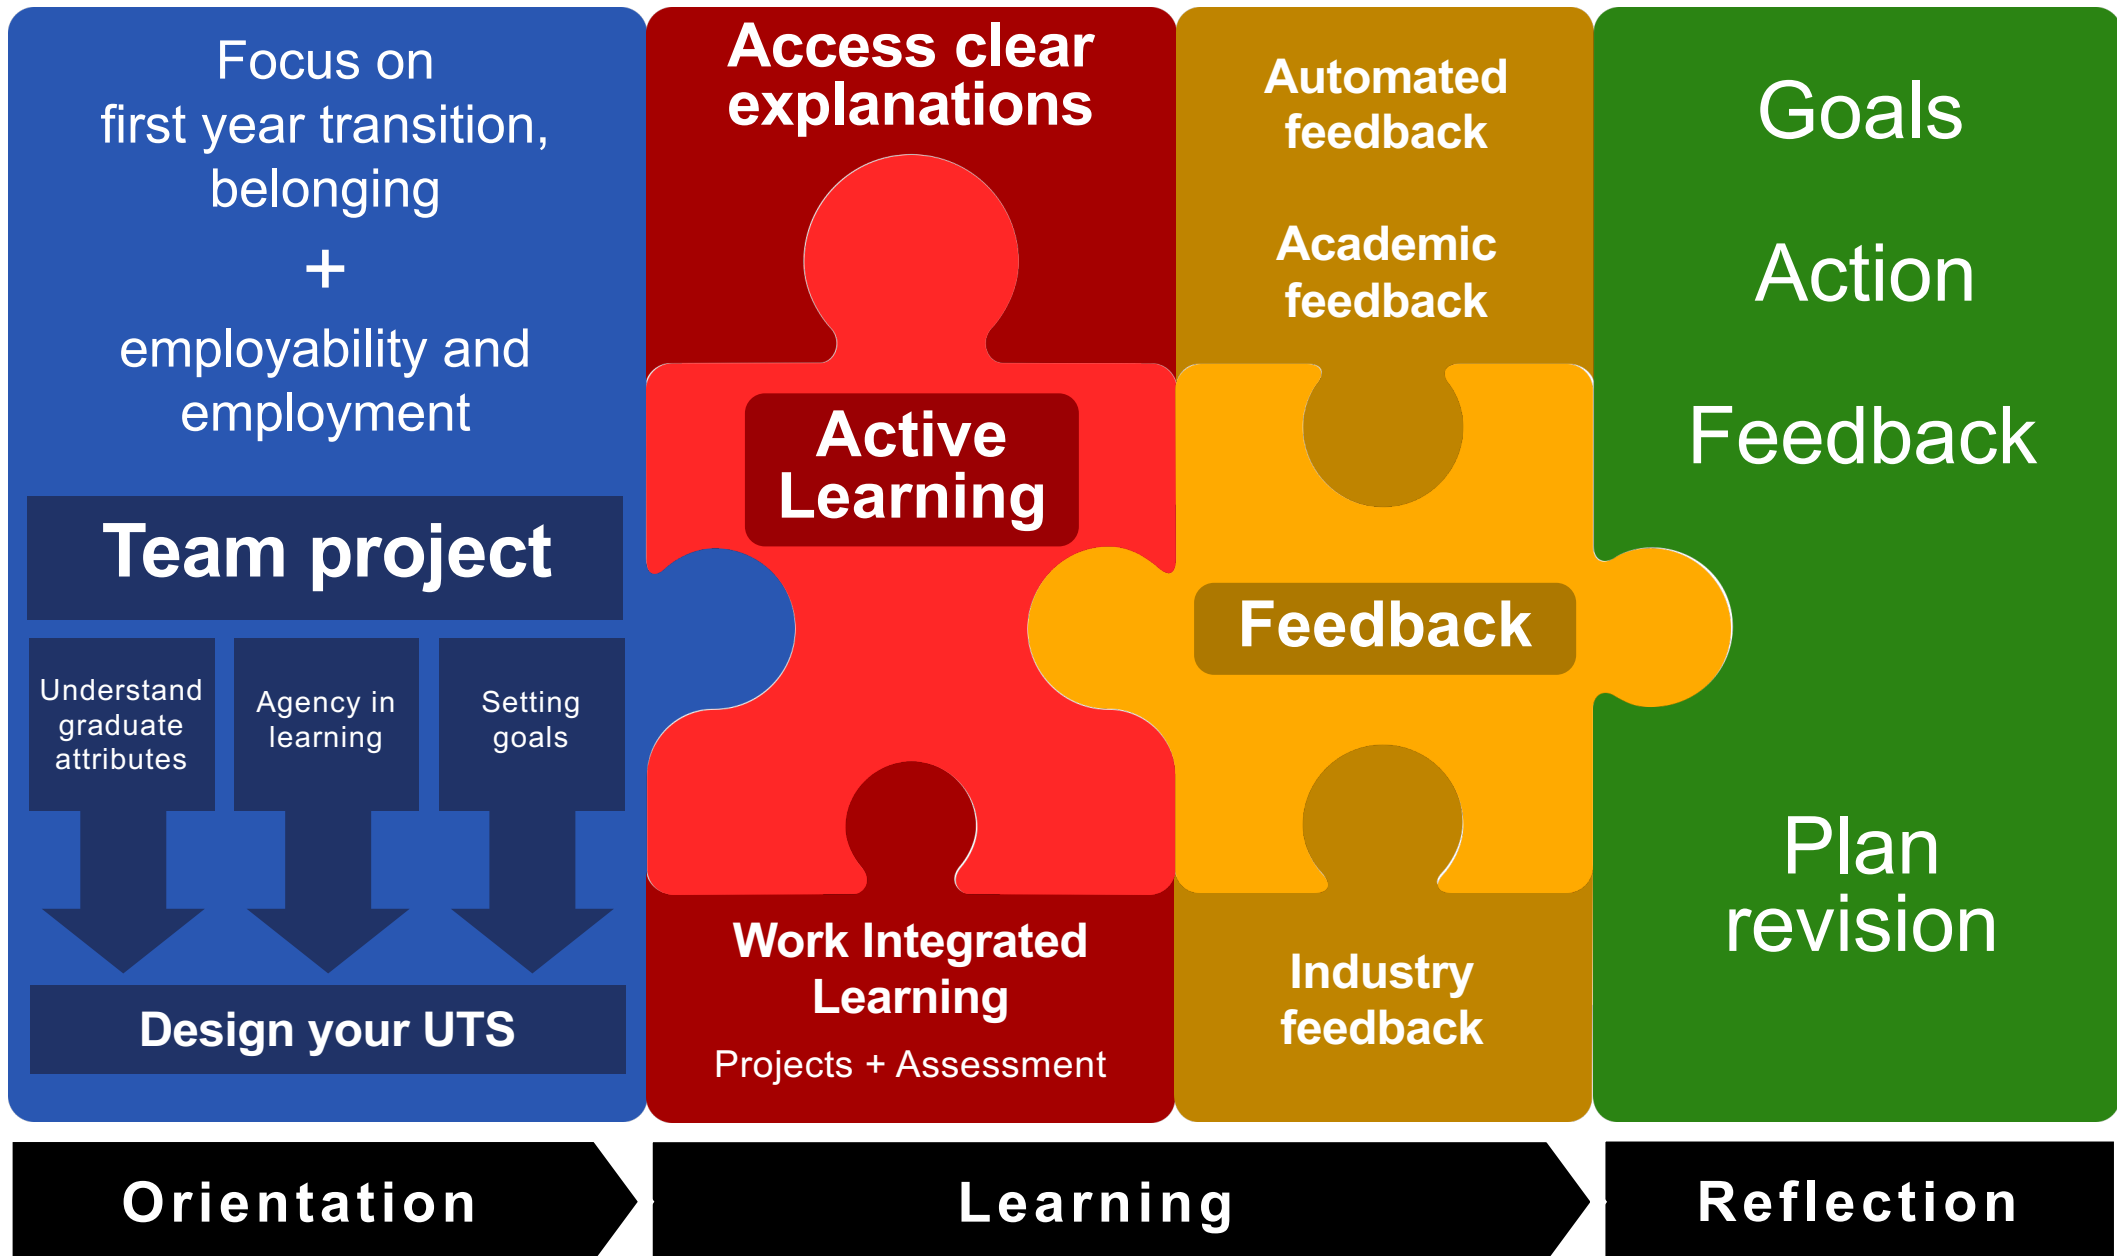 Focus on
first year transition,
belonging
+
employability and
employment
Team project
Understand
graduate
attributes
Agency in
learning
Setting
goals
Design your UTS
Access clear
explanations
Active
Learning
Work Integrated
Learning
Projects + Assessment
Automated
feedback
Academic
feedback
Feedback
Industry
feedback
Goals
Action
Feedback
Plan
revision
Orientation
Learning
Reflection